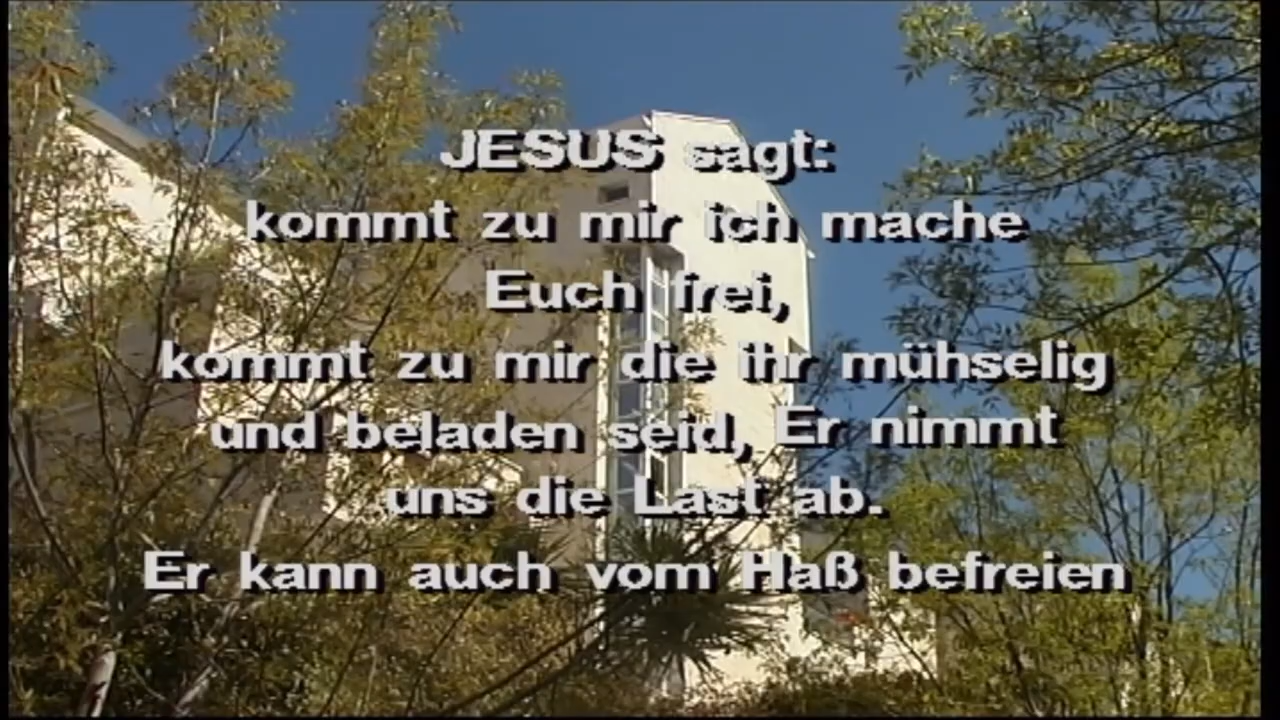 JESUS sagt:
kommt zu mir ich mache
Euch frei,
kommt zu mir die ihr mühselig
und beladen seid, Er nimmt
uns die Last ab.
Er kann auch vom Haß befreien